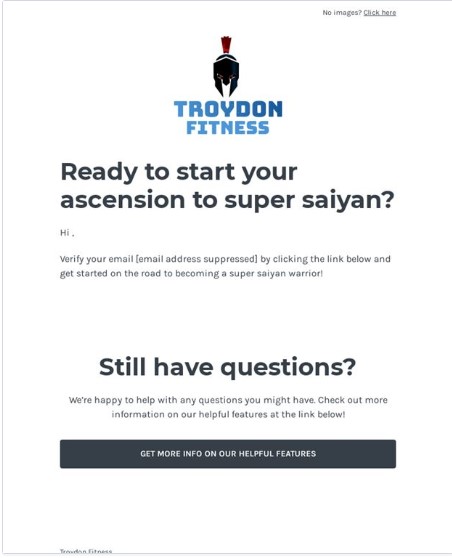 No images? Click here
TROYDON
FITNESS
Ready to start your
ascension to super saiyan?
Hi ,
Verify your email [email address suppressed] by clicking the link below and
get started on the road to becoming a super saiyan warrior!
Still have questions?
We're happy to help with any questions you might have. Check out more
information on our helpful features at the link below!
GET MORE INFO ON OUR HELPFUL FEATURES
Troydon Fitness